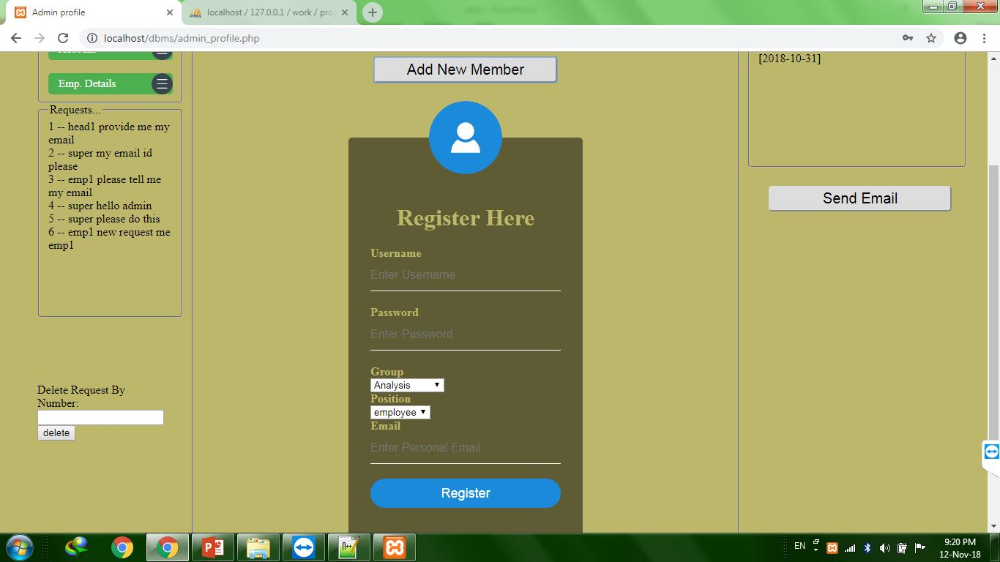 Admin profile
localhost / 127.0.0.1 / work / pro
localhost/dbms/admin_profile.php
Emp. Details
Requests...
1 -- head1 provide me my
email
2 -- super my email id
please
3 -- emp1 please tell me
my email
4 -- super hello admin
5 -- super please do this
6 -- emp1 new request me
emp1
Delete Request By
Number:
delete
Add New Member
Register Here
Username
Enter Username
Password
Enter Password
Group
Analysis
Position
employee
Email
Enter Personal Email
Register
[2018-10-31]
Send Email
EN
9:20 PM
12-Nov-18